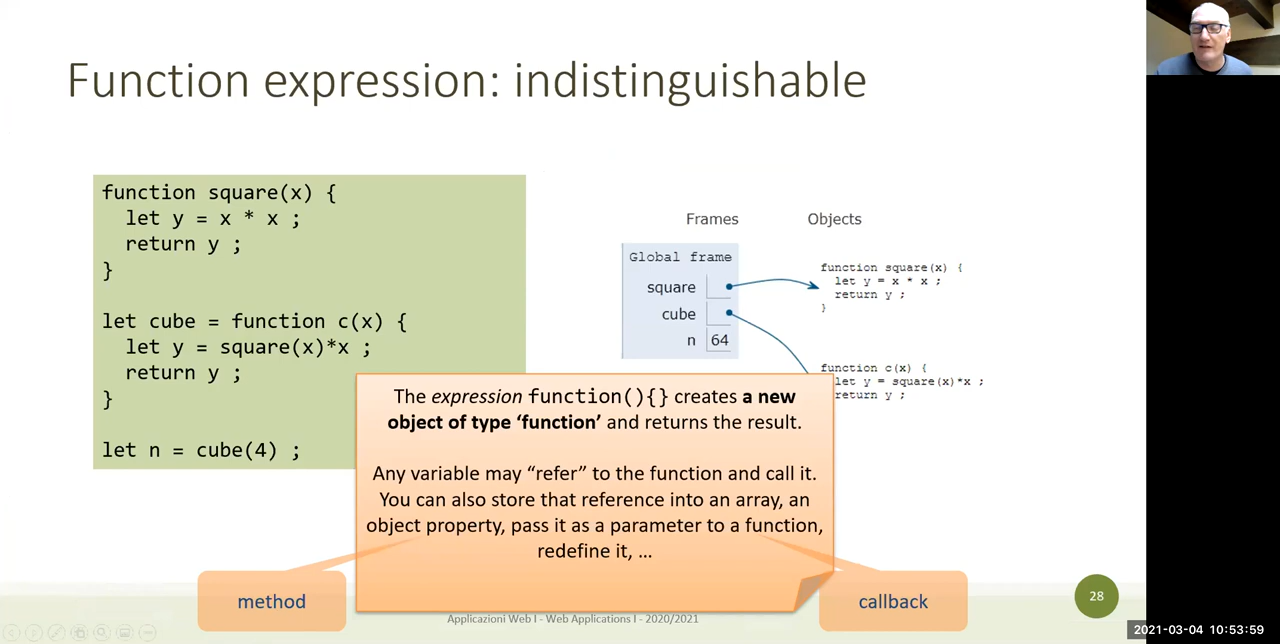 Function expression: indistinguishable
function square(x) {
let y = x * x ;
return y ;
}
let cube = function c(x) {
let y = square(x)*x ;
return y ;
}
let n = cube(4) ;
Frames
Objects
Global frame
square
cube
n 64
function square(x) {
let y = x * x ;
return y ;
}
function c(x) {
let y = square(x)*x ;
return y ;
The expression function(){} creates a new
object of type ‘function’ and returns the result.
Any variable may “refer” to the function and call it.
You can also store that reference into an array, an
object property, pass it as a parameter to a function,
redefine it, …
method
callback
Applicazioni Web I - Web Applications I - 2020/2021
28
2021-03-04 10:53:59